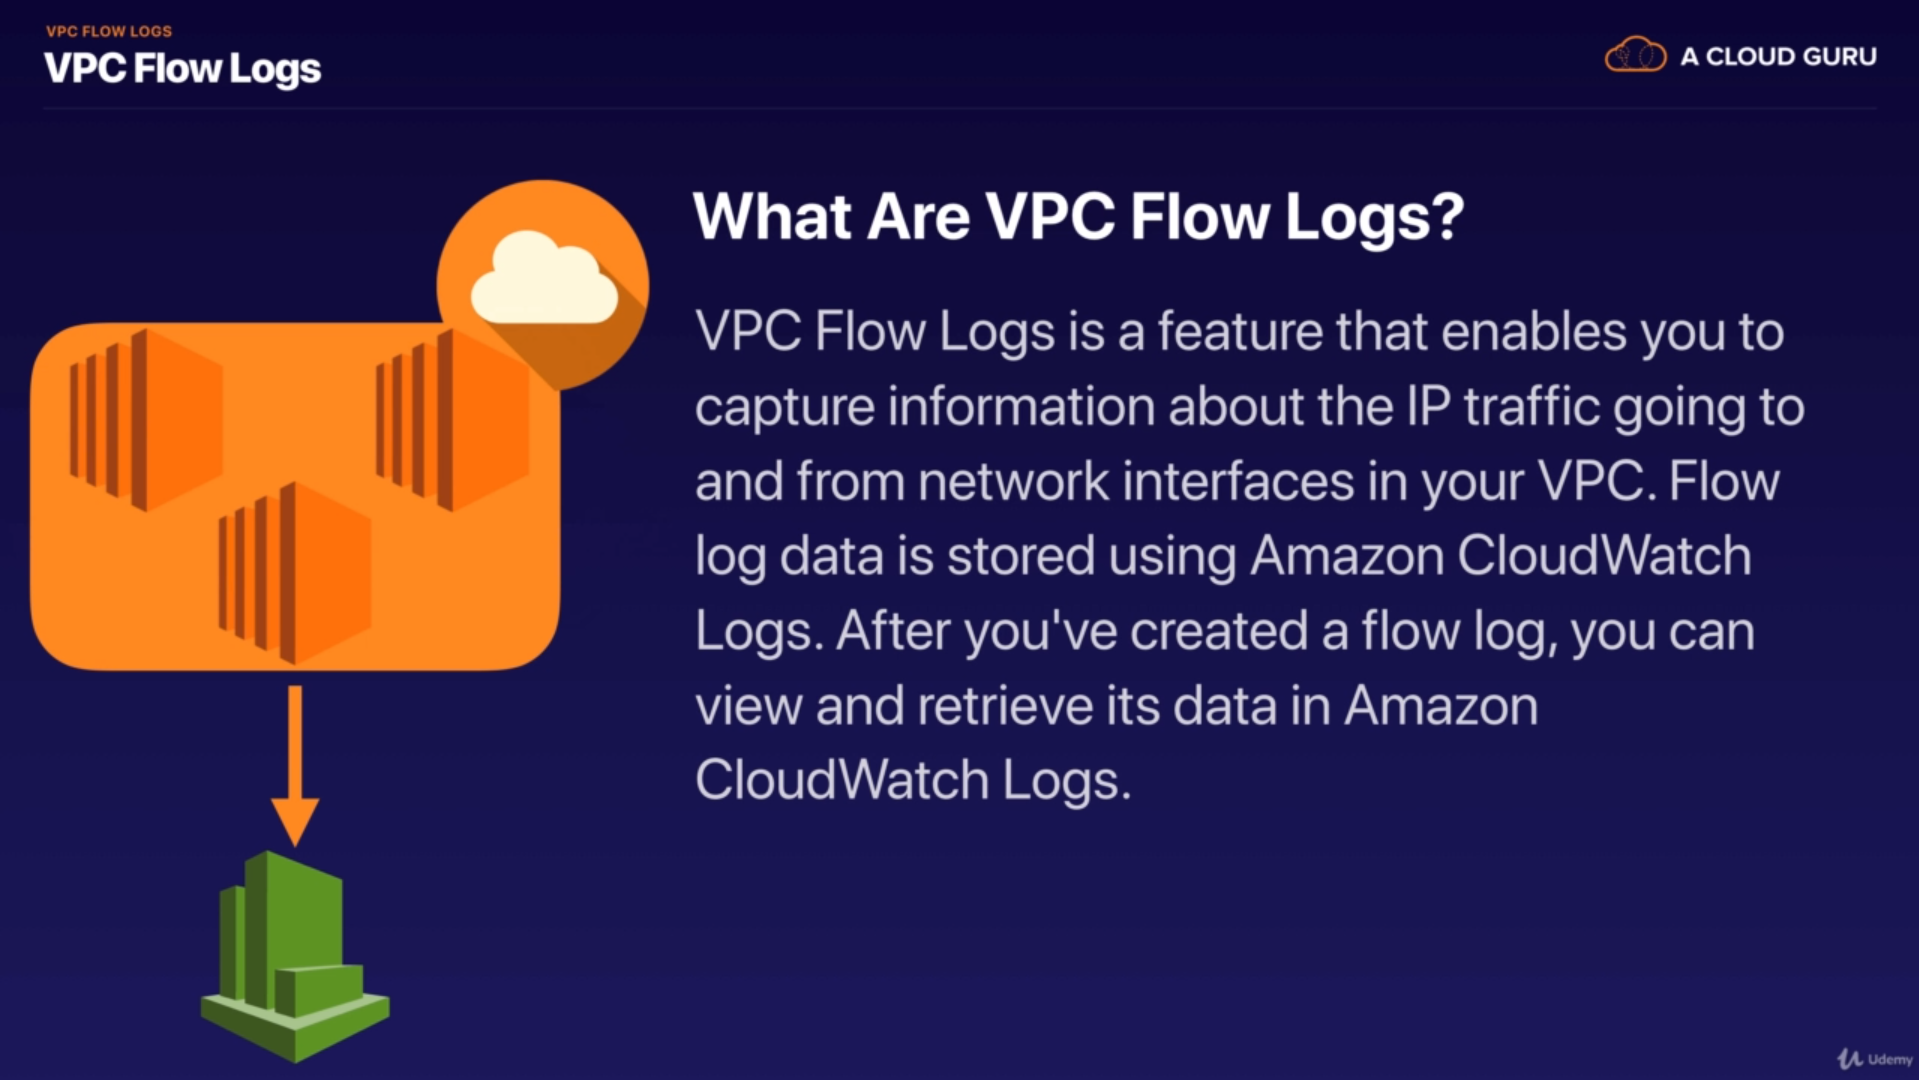 VPC FLOW LOGS
VPC Flow Logs
A CLOUD GURU
What Are VPC Flow Logs?
VPC Flow Logs is a feature that enables you to
capture information about the IP traffic going to
and from network interfaces in your VPC. Flow
log data is stored using Amazon CloudWatch
Logs. After you've created a flow log, you can
view and retrieve its data in Amazon
CloudWatch Logs.
Udemy